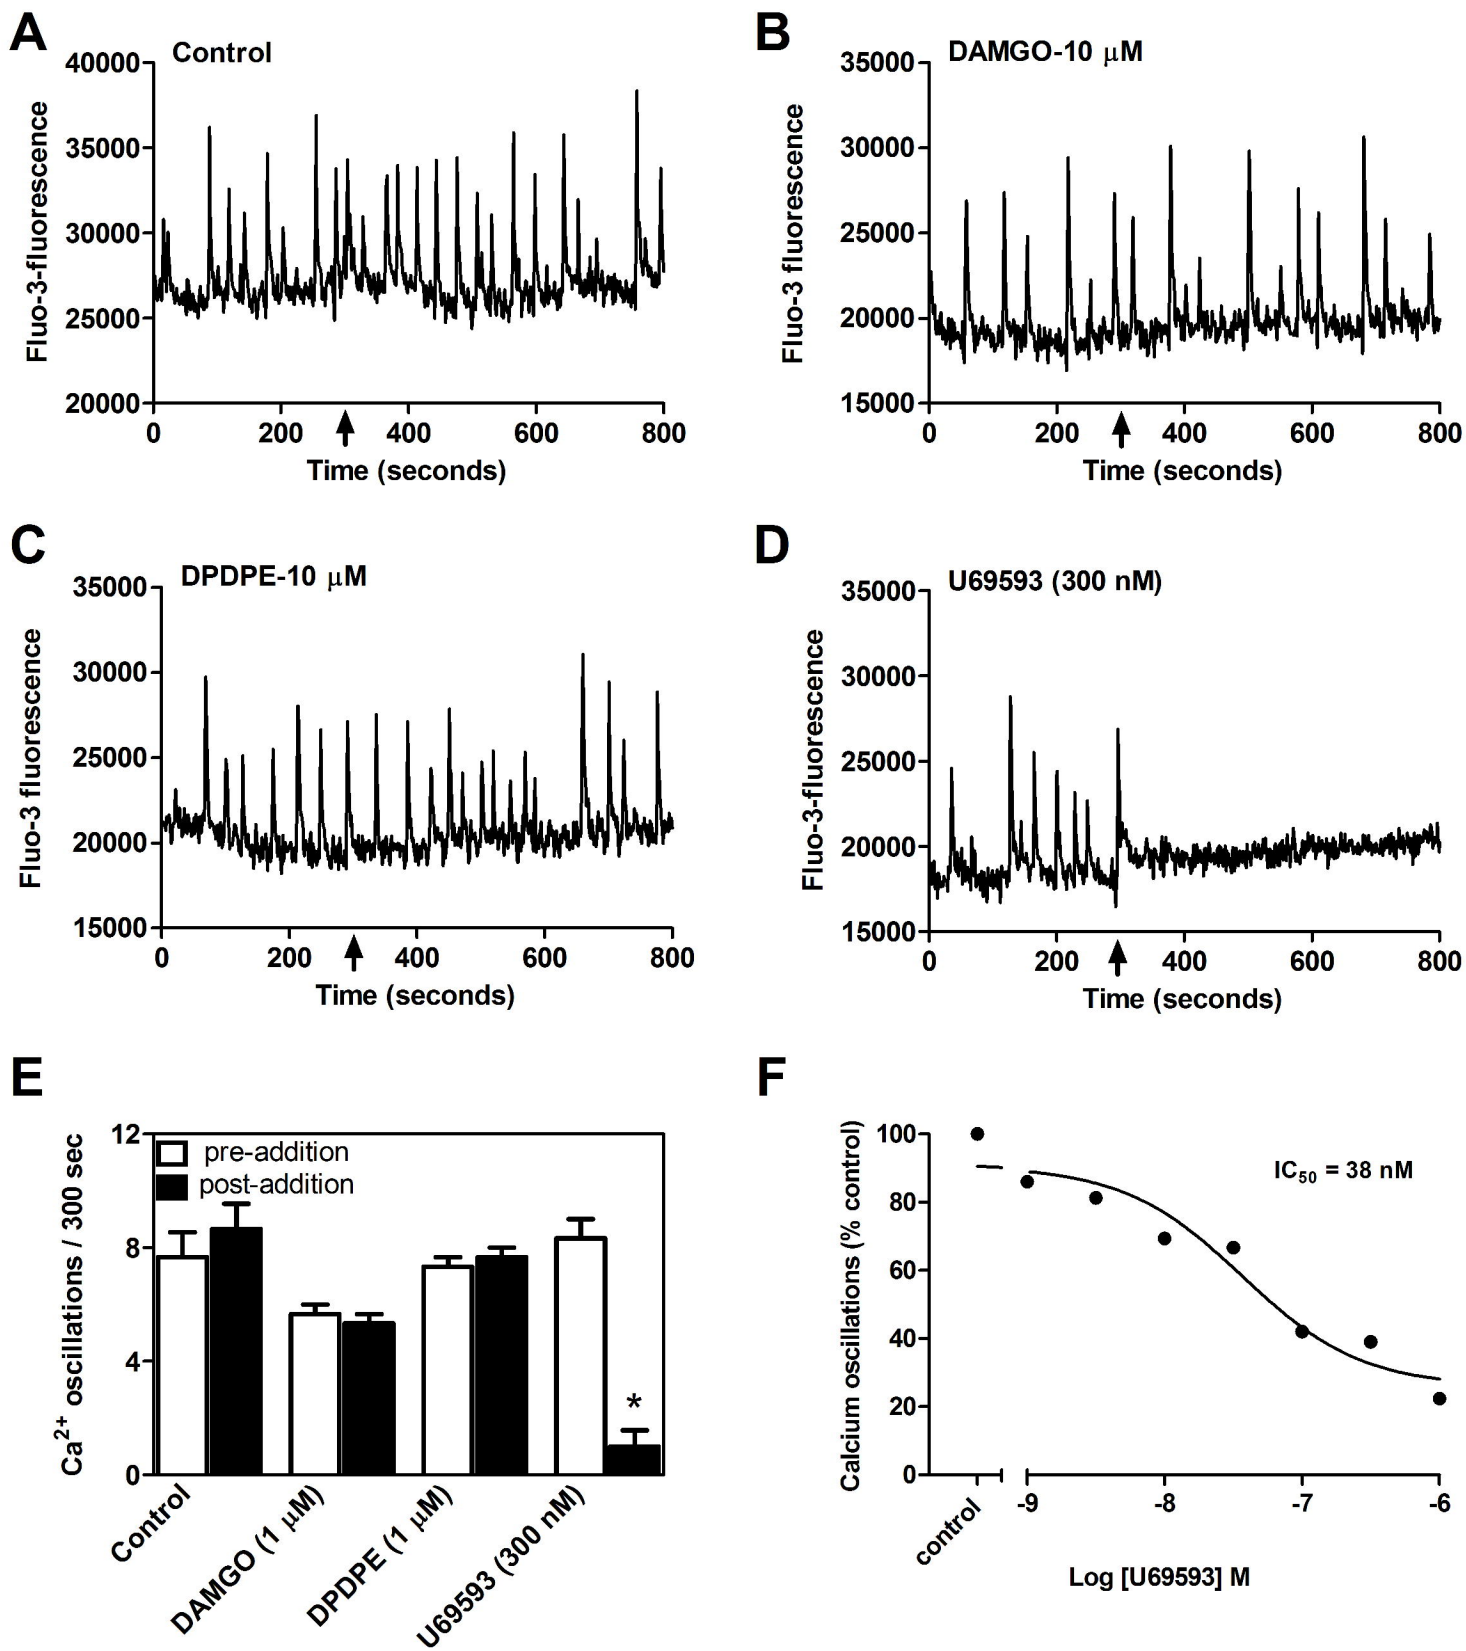 A
Control
40000
35000
30000
25000
20000
Fluo-3-fluorescence
0 200 400 600 800
Time (seconds)
B
DAMGO-10 μM
35000
30000
25000
20000
15000
Fluo-3 fluorescence
0 200 400 600 800
Time (seconds)
C
DPDPE-10 μM
35000
30000
25000
20000
15000
Fluo-3 fluorescence
0 200 400 600 800
Time (seconds)
D
U69593 (300 nM)
35000
30000
25000
20000
15000
Fluo-3-fluorescence
0 200 400 600 800
Time (seconds)
E
12
8
4
0
Ca²⁺ oscillations / 300 sec
pre-addition
post-addition
*
Control
DAMGO (1 μM)
DPDPE (1 μM)
U69593 (300 nM)
F
100
80
60
40
20
0
Calcium oscillations (% control)
IC₅₀ = 38 nM
control -9 -8 -7 -6
Log [U69593] M